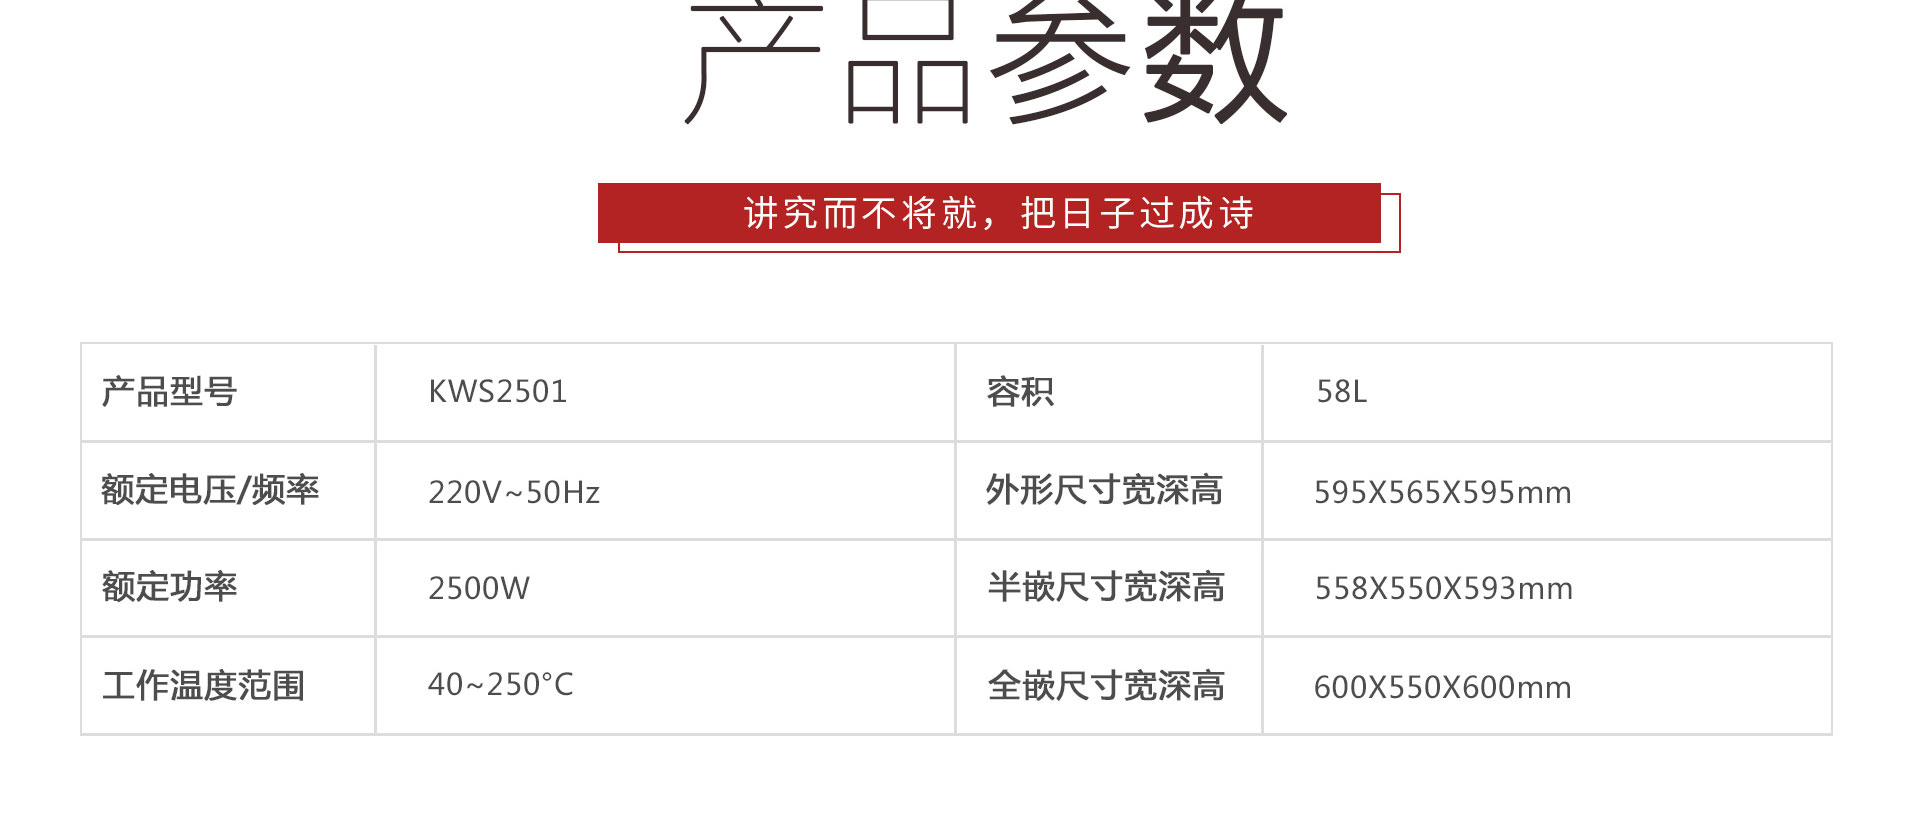 产品参数
讲究而不将就，把日子过成诗
产品型号 KWS2501 容积 58L
额定电压/频率 220V~50Hz 外形尺寸宽深高 595X565X595mm
额定功率 2500W 半嵌尺寸宽深高 558X550X593mm
工作温度范围 40~250°C 全嵌尺寸宽深高 600X550X600mm